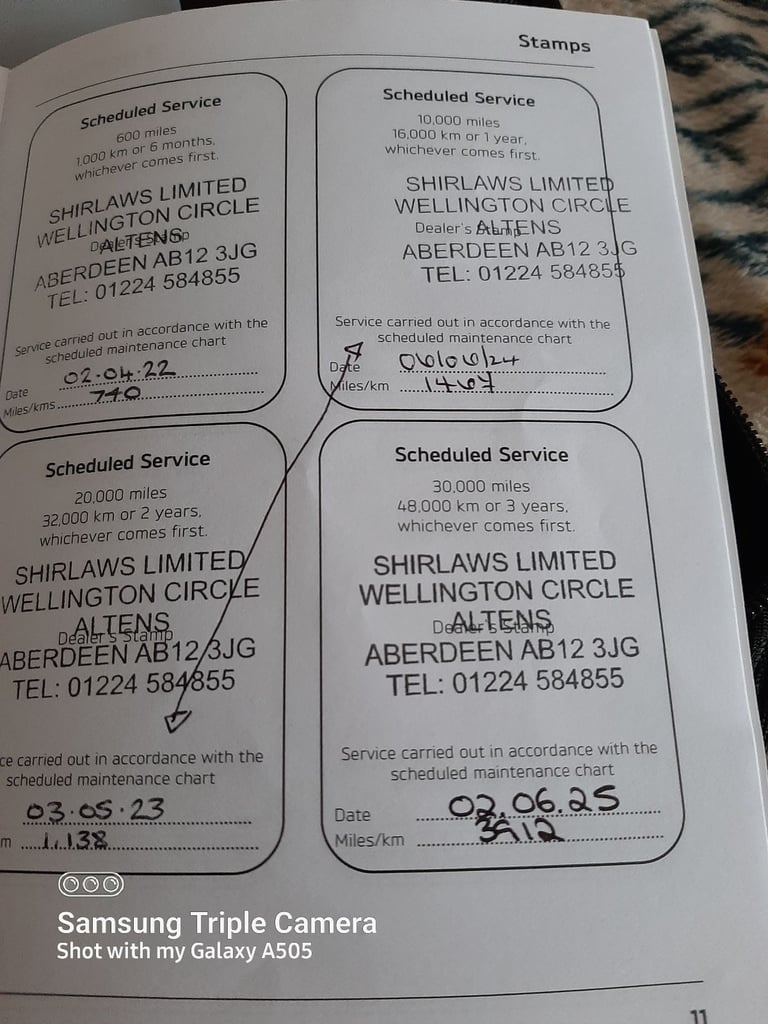 Stamps
Scheduled Service
600 miles
1,000 km or 6 months,
whichever comes first.
SHIRLAWS LIMITED
WELLINGTON CIRCLE
ALTENS
Dealer's Stamp
ABERDEEN AB12 3JG
TEL: 01224 584855
Service carried out in accordance with the
scheduled maintenance chart
Date 02.04.22
Miles/kms 740
Scheduled Service
10,000 miles
16,000 km or 1 year,
whichever comes first.
SHIRLAWS LIMITED
WELLINGTON CIRCLE
ALTENS
Dealer's Stamp
ABERDEEN AB12 3JG
TEL: 01224 584855
Service carried out in accordance with the
scheduled maintenance chart
Date 06/06/24
Miles/km 1467
Scheduled Service
20,000 miles
32,000 km or 2 years,
whichever comes first.
SHIRLAWS LIMITED
WELLINGTON CIRCLE
ALTENS
Dealer's Stamp
ABERDEEN AB12 3JG
TEL: 01224 584855
ce carried out in accordance with the
scheduled maintenance chart
03.05.23
m 1,138
Scheduled Service
30,000 miles
48,000 km or 3 years,
whichever comes first.
SHIRLAWS LIMITED
WELLINGTON CIRCLE
ALTENS
Dealer's Stamp
ABERDEEN AB12 3JG
TEL: 01224 584855
Service carried out in accordance with the
scheduled maintenance chart
Date 02.06.25
Miles/km 3912
Samsung Triple Camera
Shot with my Galaxy A505
11